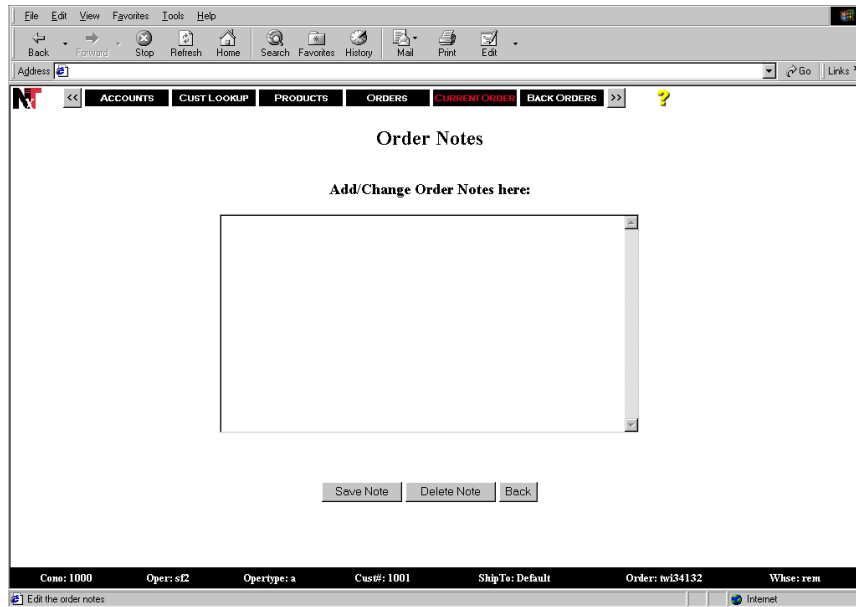 File Edit View Favorites Tools Help
Back Forward Stop Refresh Home Search Favorites History Mail Print Edit
Address Go Links »
NxT << ACCOUNTS CUST LOOKUP PRODUCTS ORDERS CURRENT ORDER BACK ORDERS >> ?
Order Notes
Add/Change Order Notes here:
Save Note Delete Note Back
Cono: 1000 Oper: sf2 Opertype: a Cust#: 1001 ShipTo: Default Order: twi34132 Whse: rem
Edit the order notes Internet